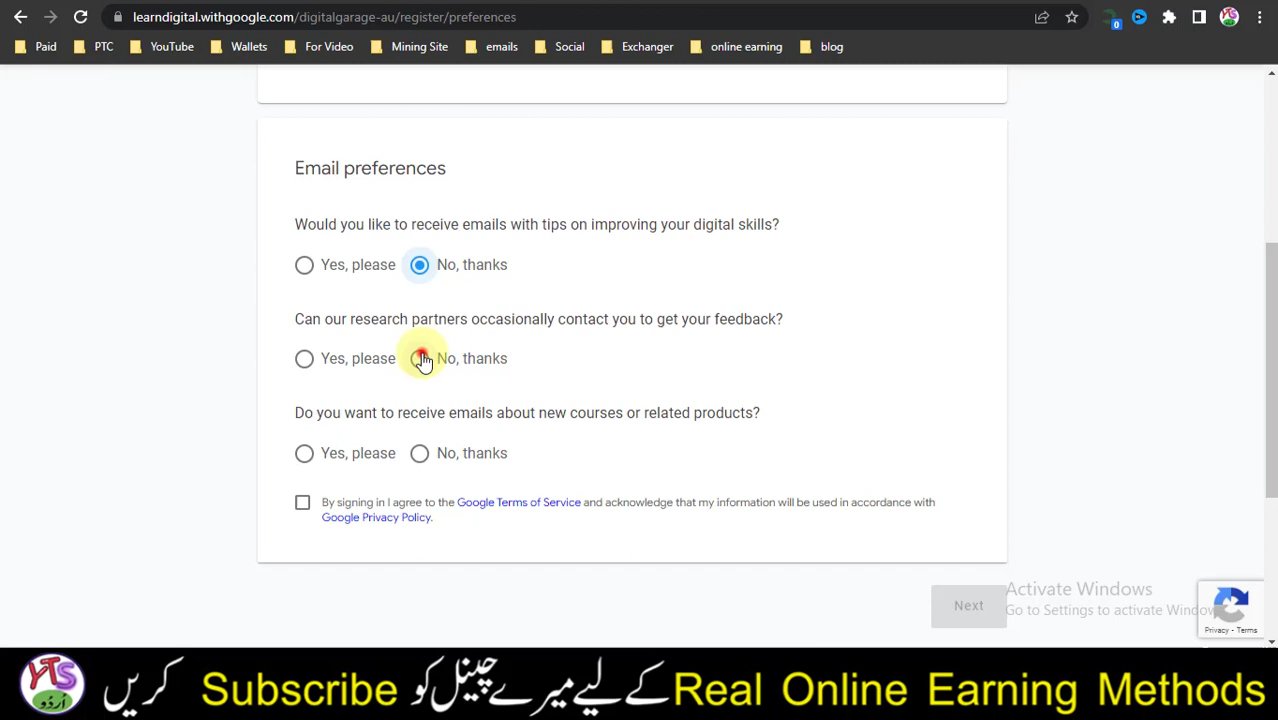 learndigital.withgoogle.com/digitalgarage-au/register/preferences
0
Paid PTC YouTube Wallets For Video Mining Site emails Social Exchanger online earning blog
Email preferences
Would you like to receive emails with tips on improving your digital skills?
Yes, please No, thanks
Can our research partners occasionally contact you to get your feedback?
Yes, please No, thanks
Do you want to receive emails about new courses or related products?
Yes, please No, thanks
By signing in I agree to the Google Terms of Service and acknowledge that my information will be used in accordance with
Google Privacy Policy.
Next
Activate Windows
Go to Settings to activate Windows
Privacy - Terms
YTS اردو
Real Online Earning Methods کے لیے میرے چینل کو Subscribe کریں